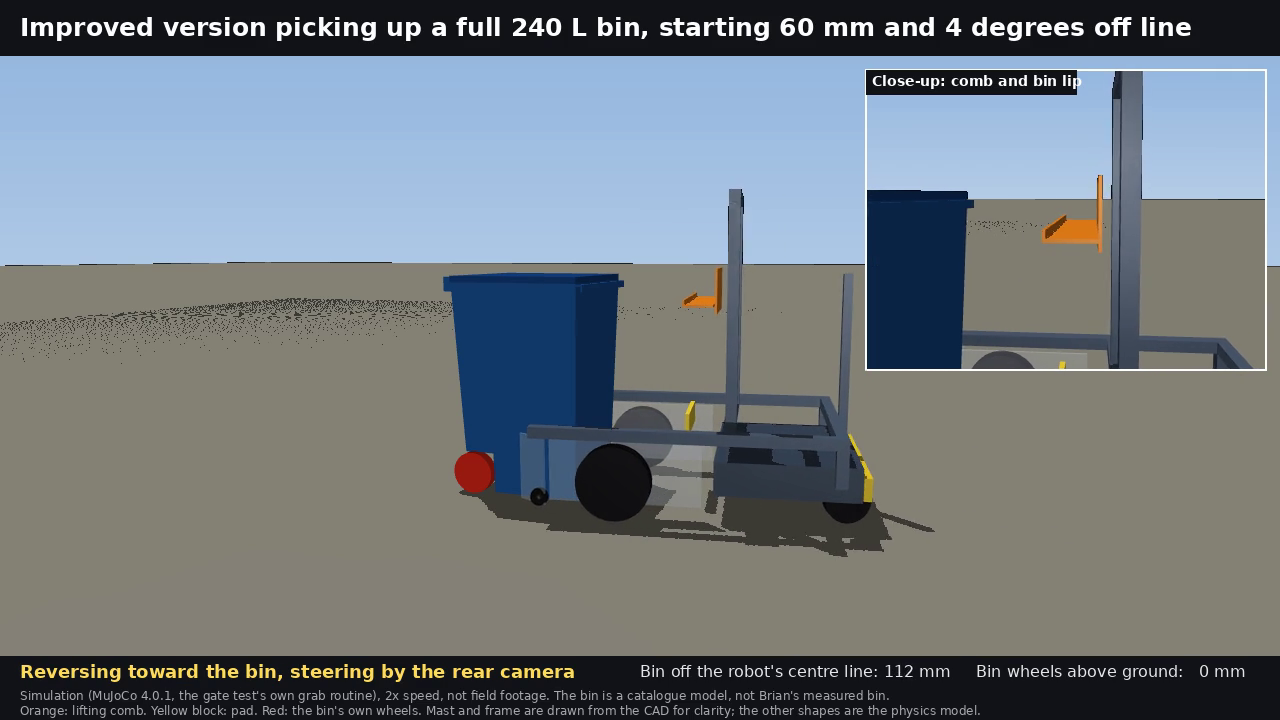 Improved version picking up a full 240 L bin, starting 60 mm and 4 degrees off line
Close-up: comb and bin lip
Reversing toward the bin, steering by the rear camera
Bin off the robot's centre line: 112 mm
Bin wheels above ground: 0 mm
Simulation (MuJoCo 4.0.1, the gate test's own grab routine), 2x speed, not field footage. The bin is a catalogue model, not Brian's measured bin.
Orange: lifting comb. Yellow block: pad. Red: the bin's own wheels. Mast and frame are drawn from the CAD for clarity; the other shapes are the physics model.